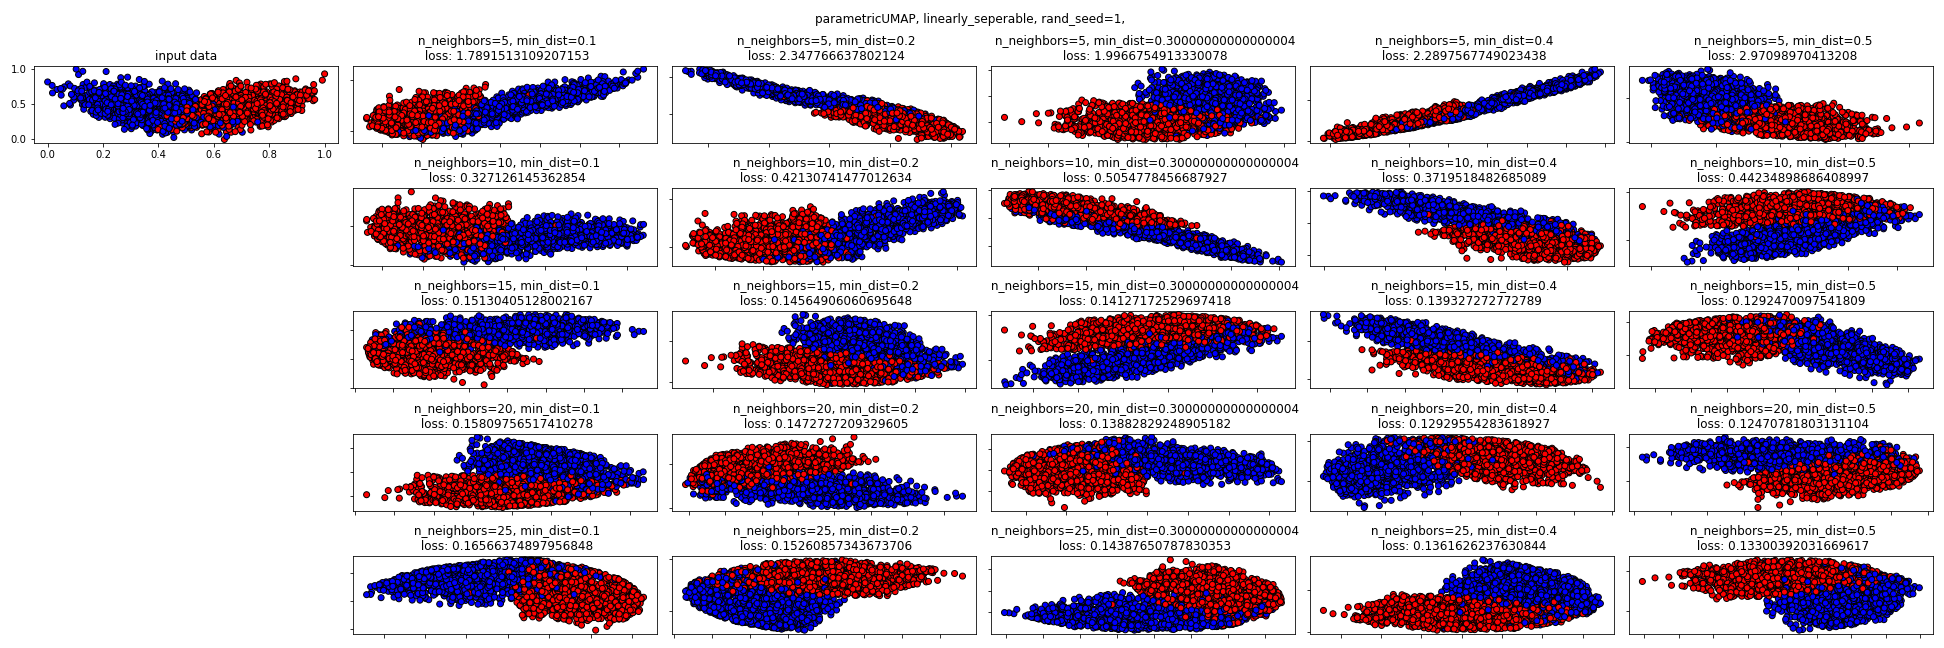 parametricUMAP, linearly_seperable, rand_seed=1,
input data
1.0
0.5
0.0
0.0 0.2 0.4 0.6 0.8 1.0
n_neighbors=5, min_dist=0.1
loss: 1.7891513109207153
n_neighbors=5, min_dist=0.2
loss: 2.347766637802124
n_neighbors=5, min_dist=0.30000000000000004
loss: 1.9966754913330078
n_neighbors=5, min_dist=0.4
loss: 2.2897567749023438
n_neighbors=5, min_dist=0.5
loss: 2.97098970413208
n_neighbors=10, min_dist=0.1
loss: 0.327126145362854
n_neighbors=10, min_dist=0.2
loss: 0.42130741477012634
n_neighbors=10, min_dist=0.30000000000000004
loss: 0.5054778456687927
n_neighbors=10, min_dist=0.4
loss: 0.3719518482685089
n_neighbors=10, min_dist=0.5
loss: 0.44234898686408997
n_neighbors=15, min_dist=0.1
loss: 0.15130405128002167
n_neighbors=15, min_dist=0.2
loss: 0.14564906060695648
n_neighbors=15, min_dist=0.30000000000000004
loss: 0.14127172529697418
n_neighbors=15, min_dist=0.4
loss: 0.139327272772789
n_neighbors=15, min_dist=0.5
loss: 0.1292470097541809
n_neighbors=20, min_dist=0.1
loss: 0.15809756517410278
n_neighbors=20, min_dist=0.2
loss: 0.1472727209329605
n_neighbors=20, min_dist=0.30000000000000004
loss: 0.13882829248905182
n_neighbors=20, min_dist=0.4
loss: 0.12929554283618927
n_neighbors=20, min_dist=0.5
loss: 0.12470781803131104
n_neighbors=25, min_dist=0.1
loss: 0.16566374897956848
n_neighbors=25, min_dist=0.2
loss: 0.15260857343673706
n_neighbors=25, min_dist=0.30000000000000004
loss: 0.14387650787830353
n_neighbors=25, min_dist=0.4
loss: 0.1361626237630844
n_neighbors=25, min_dist=0.5
loss: 0.133003920316​69617